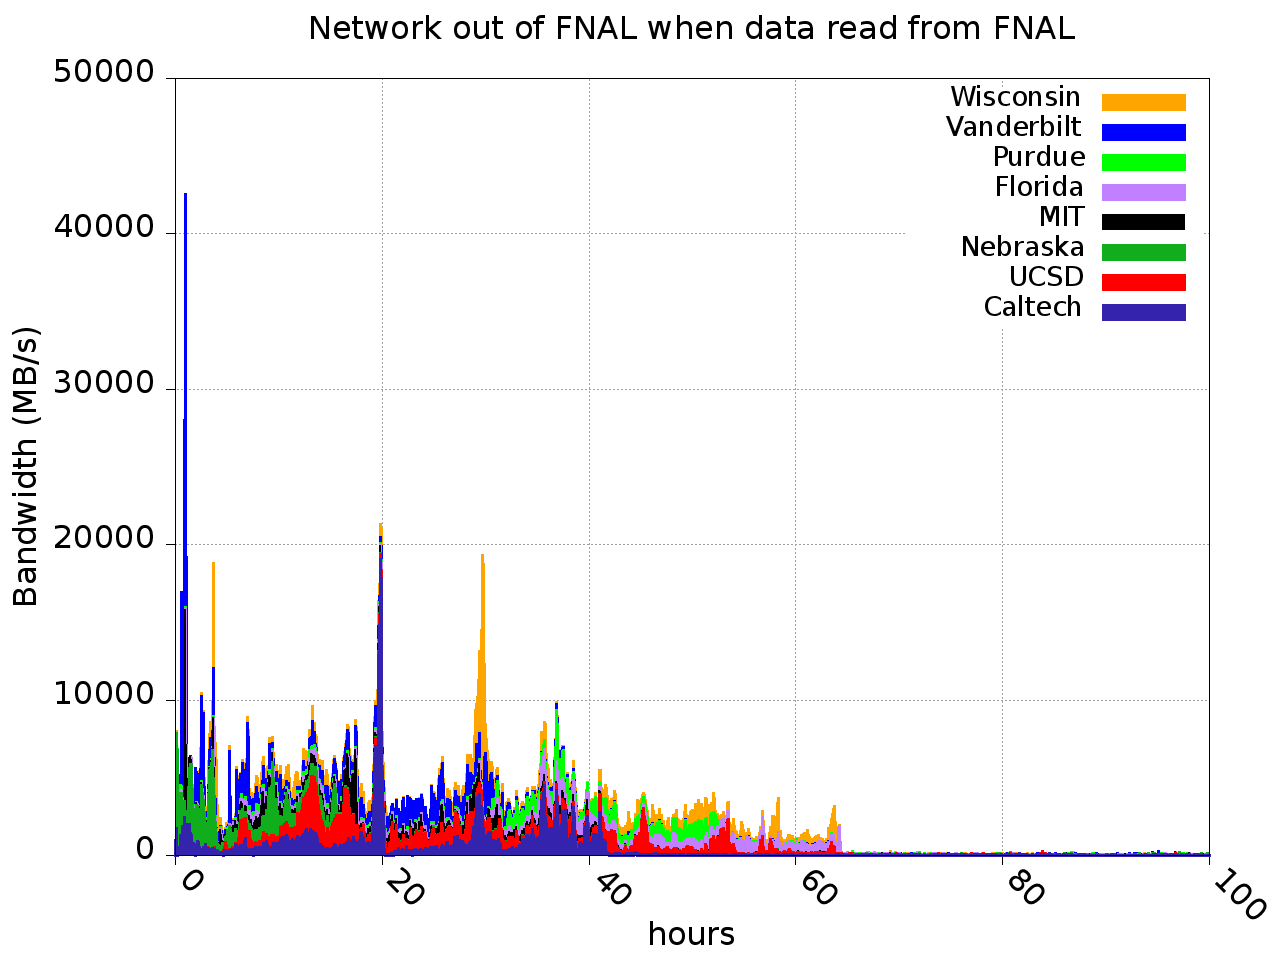 Network out of FNAL when data read from FNAL
50000
40000
30000
20000
10000
0
Bandwidth (MB/s)
Wisconsin
Vanderbilt
Purdue
Florida
MIT
Nebraska
UCSD
Caltech
0 20 40 60 80 100
hours